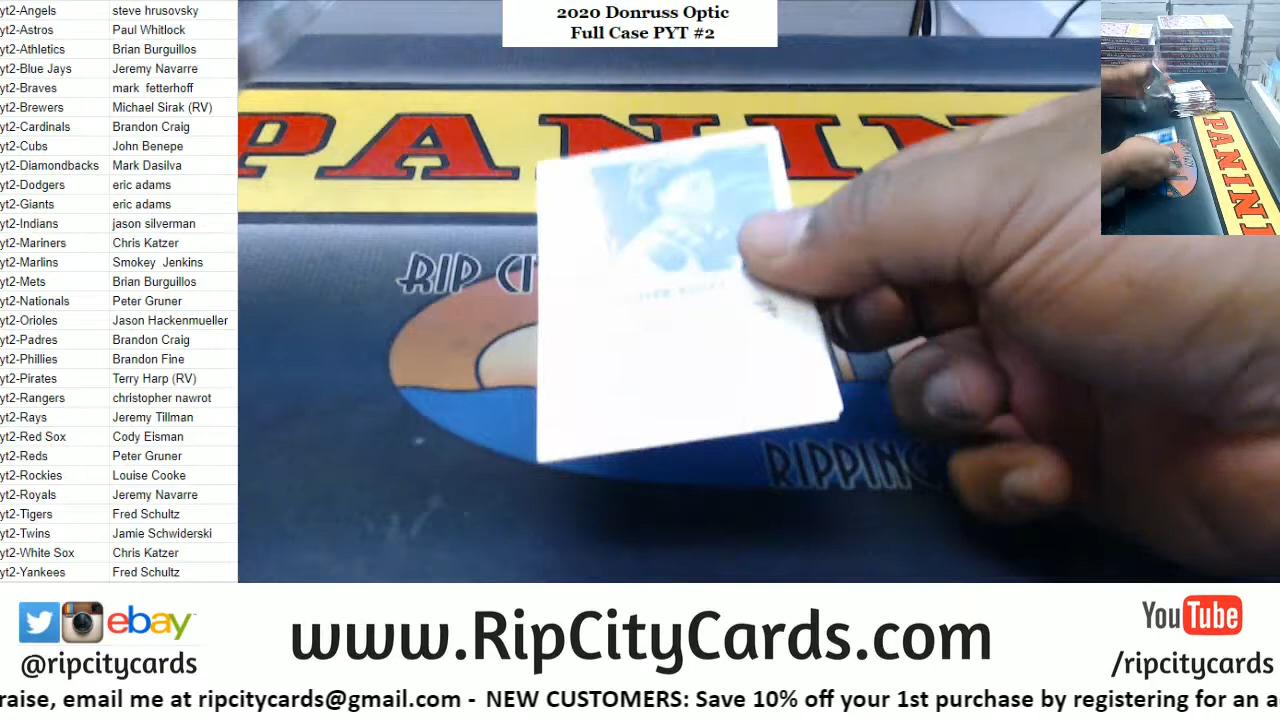 2020 Donruss Optic
Full Case PYT #2
yt2-Angels steve hrusovsky
yt2-Astros Paul Whitlock
yt2-Athletics Brian Burguillos
yt2-Blue Jays Jeremy Navarre
yt2-Braves mark fetterhoff
yt2-Brewers Michael Sirak (RV)
yt2-Cardinals Brandon Craig
yt2-Cubs John Benepe
yt2-Diamondbacks Mark Dasilva
yt2-Dodgers eric adams
yt2-Giants eric adams
yt2-Indians jason silverman
yt2-Mariners Chris Katzer
yt2-Marlins Smokey Jenkins
yt2-Mets Brian Burguillos
yt2-Nationals Peter Gruner
yt2-Orioles Jason Hackenmueller
yt2-Padres Brandon Craig
yt2-Phillies Brandon Fine
yt2-Pirates Terry Harp (RV)
yt2-Rangers christopher nawrot
yt2-Rays Jeremy Tillman
yt2-Red Sox Cody Elsman
yt2-Reds Peter Gruner
yt2-Rockies Louise Cooke
yt2-Royals Jeremy Navarre
yt2-Tigers Fred Schultz
yt2-Twins Jamie Schwiderski
yt2-White Sox Chris Katzer
yt2-Yankees Fred Schultz
PANIN
PANINI
RIP CI
RIPPING
ebay
@ripcitycards
www.RipCityCards.com
YouTube
/ripcitycards
raise, email me at ripcitycards@gmail.com - NEW CUSTOMERS: Save 10% off your 1st purchase by registering for an a